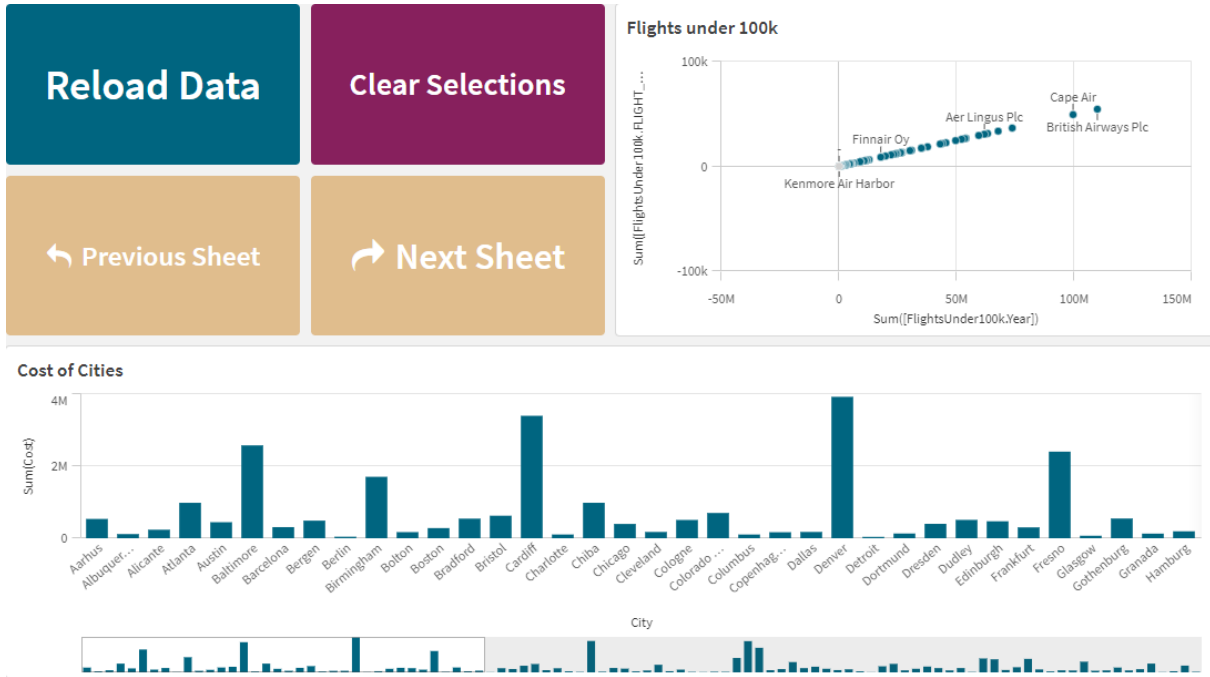 Reload Data
Clear Selections
Previous Sheet
Next Sheet
Flights under 100k
Sum([FlightsUnder100k.FLIGHT_...
100k
0
-100k
Cape Air
British Airways Plc
Aer Lingus Plc
Finnair Oy
Kenmore Air Harbor
-50M
0
50M
100M
150M
Sum([FlightsUnder100k.Year])
Cost of Cities
Sum(Cost)
4M
2M
0
Aarhus
Albuquer...
Alicante
Atlanta
Austin
Baltimore
Barcelona
Bergen
Berlin
Birmingham
Bolton
Boston
Bradford
Bristol
Cardiff
Charlotte
Chiba
Chicago
Cleveland
Cologne
Colorado ...
Columbus
Copenhag...
Dallas
Denver
Detroit
Dortmund
Dresden
Dudley
Edinburgh
Frankfurt
Fresno
Glasgow
Gothenburg
Granada
Hamburg
City